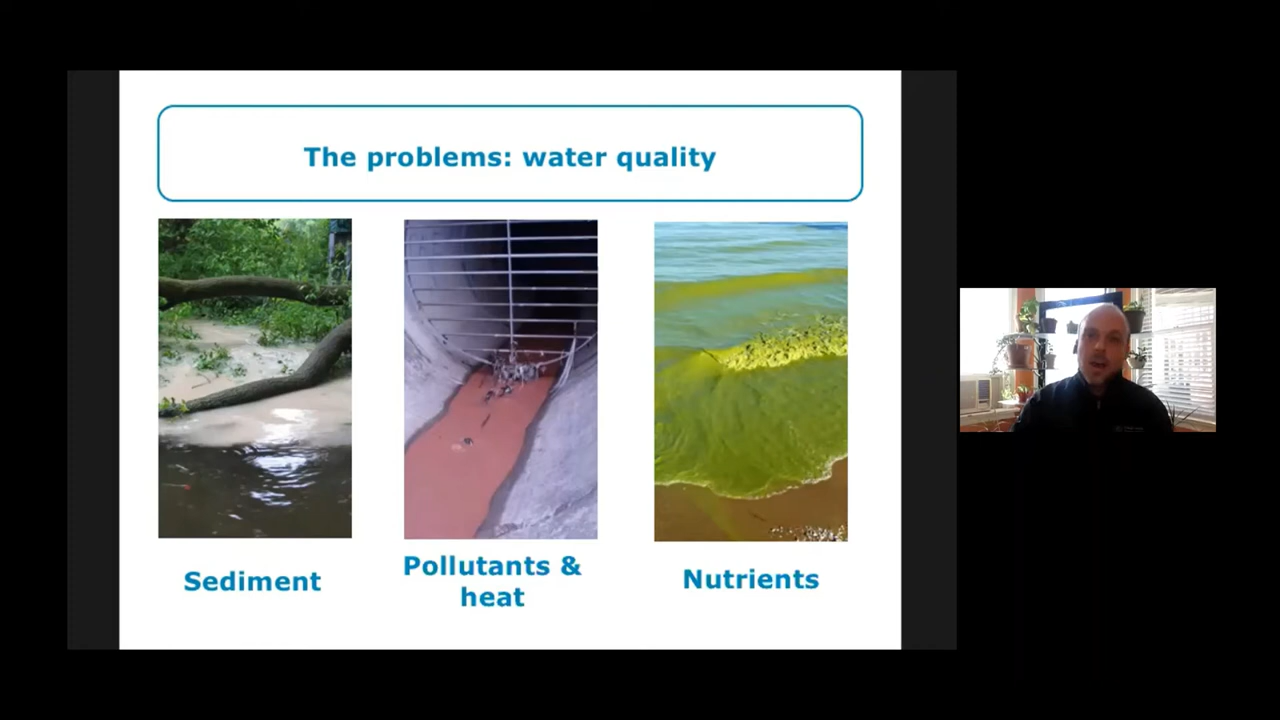 The problems: water quality
Sediment
Pollutants &
heat
Nutrients